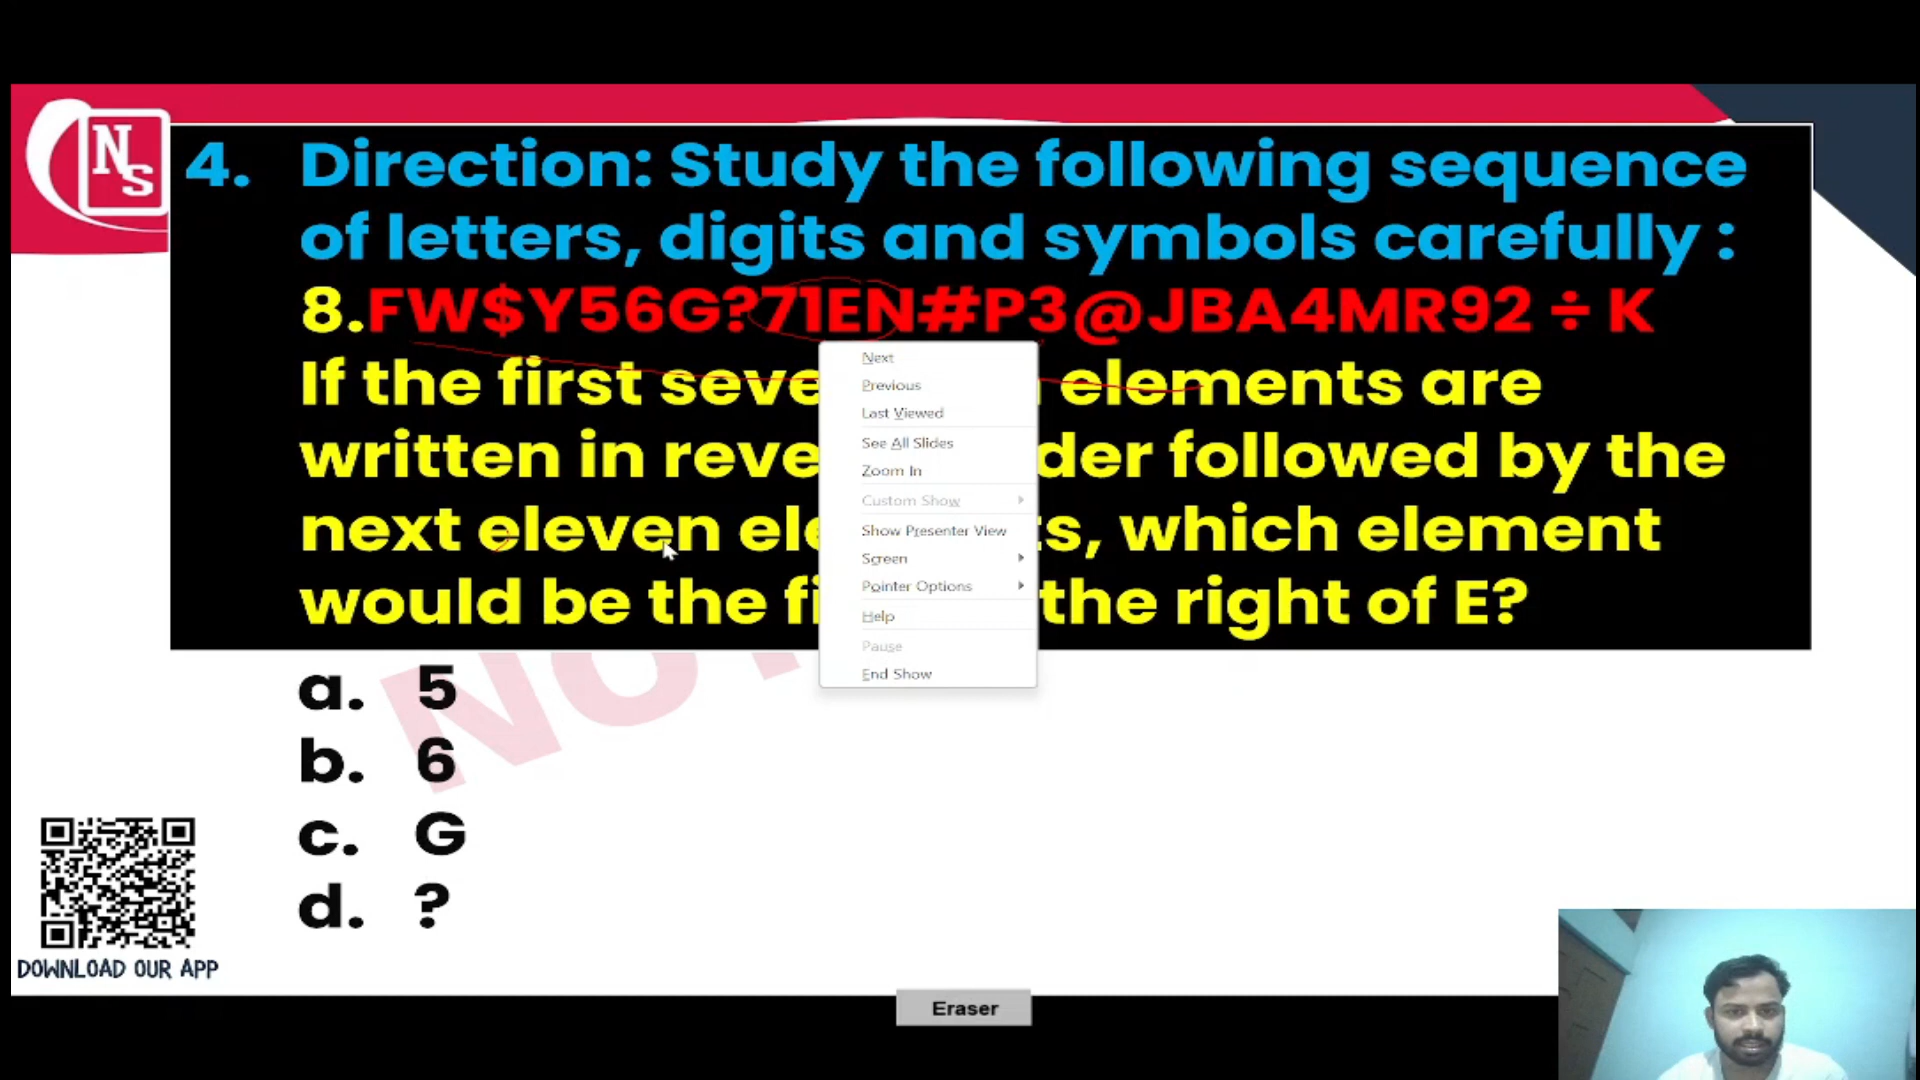 NS
4. Direction: Study the following sequence
of letters, digits and symbols carefully :
8.FW$Y56G?71EN#P3@JBA4MR92 ÷ K
If the first seve elements are
written in reve der followed by the
next eleven ele s, which element
would be the fi the right of E?
Next
Previous
Last Viewed
See All Slides
Zoom In
Custom Show
Show Presenter View
Screen
Pointer Options
Help
Pause
End Show
a. 5
b. 6
c. G
d. ?
DOWNLOAD OUR APP
Eraser